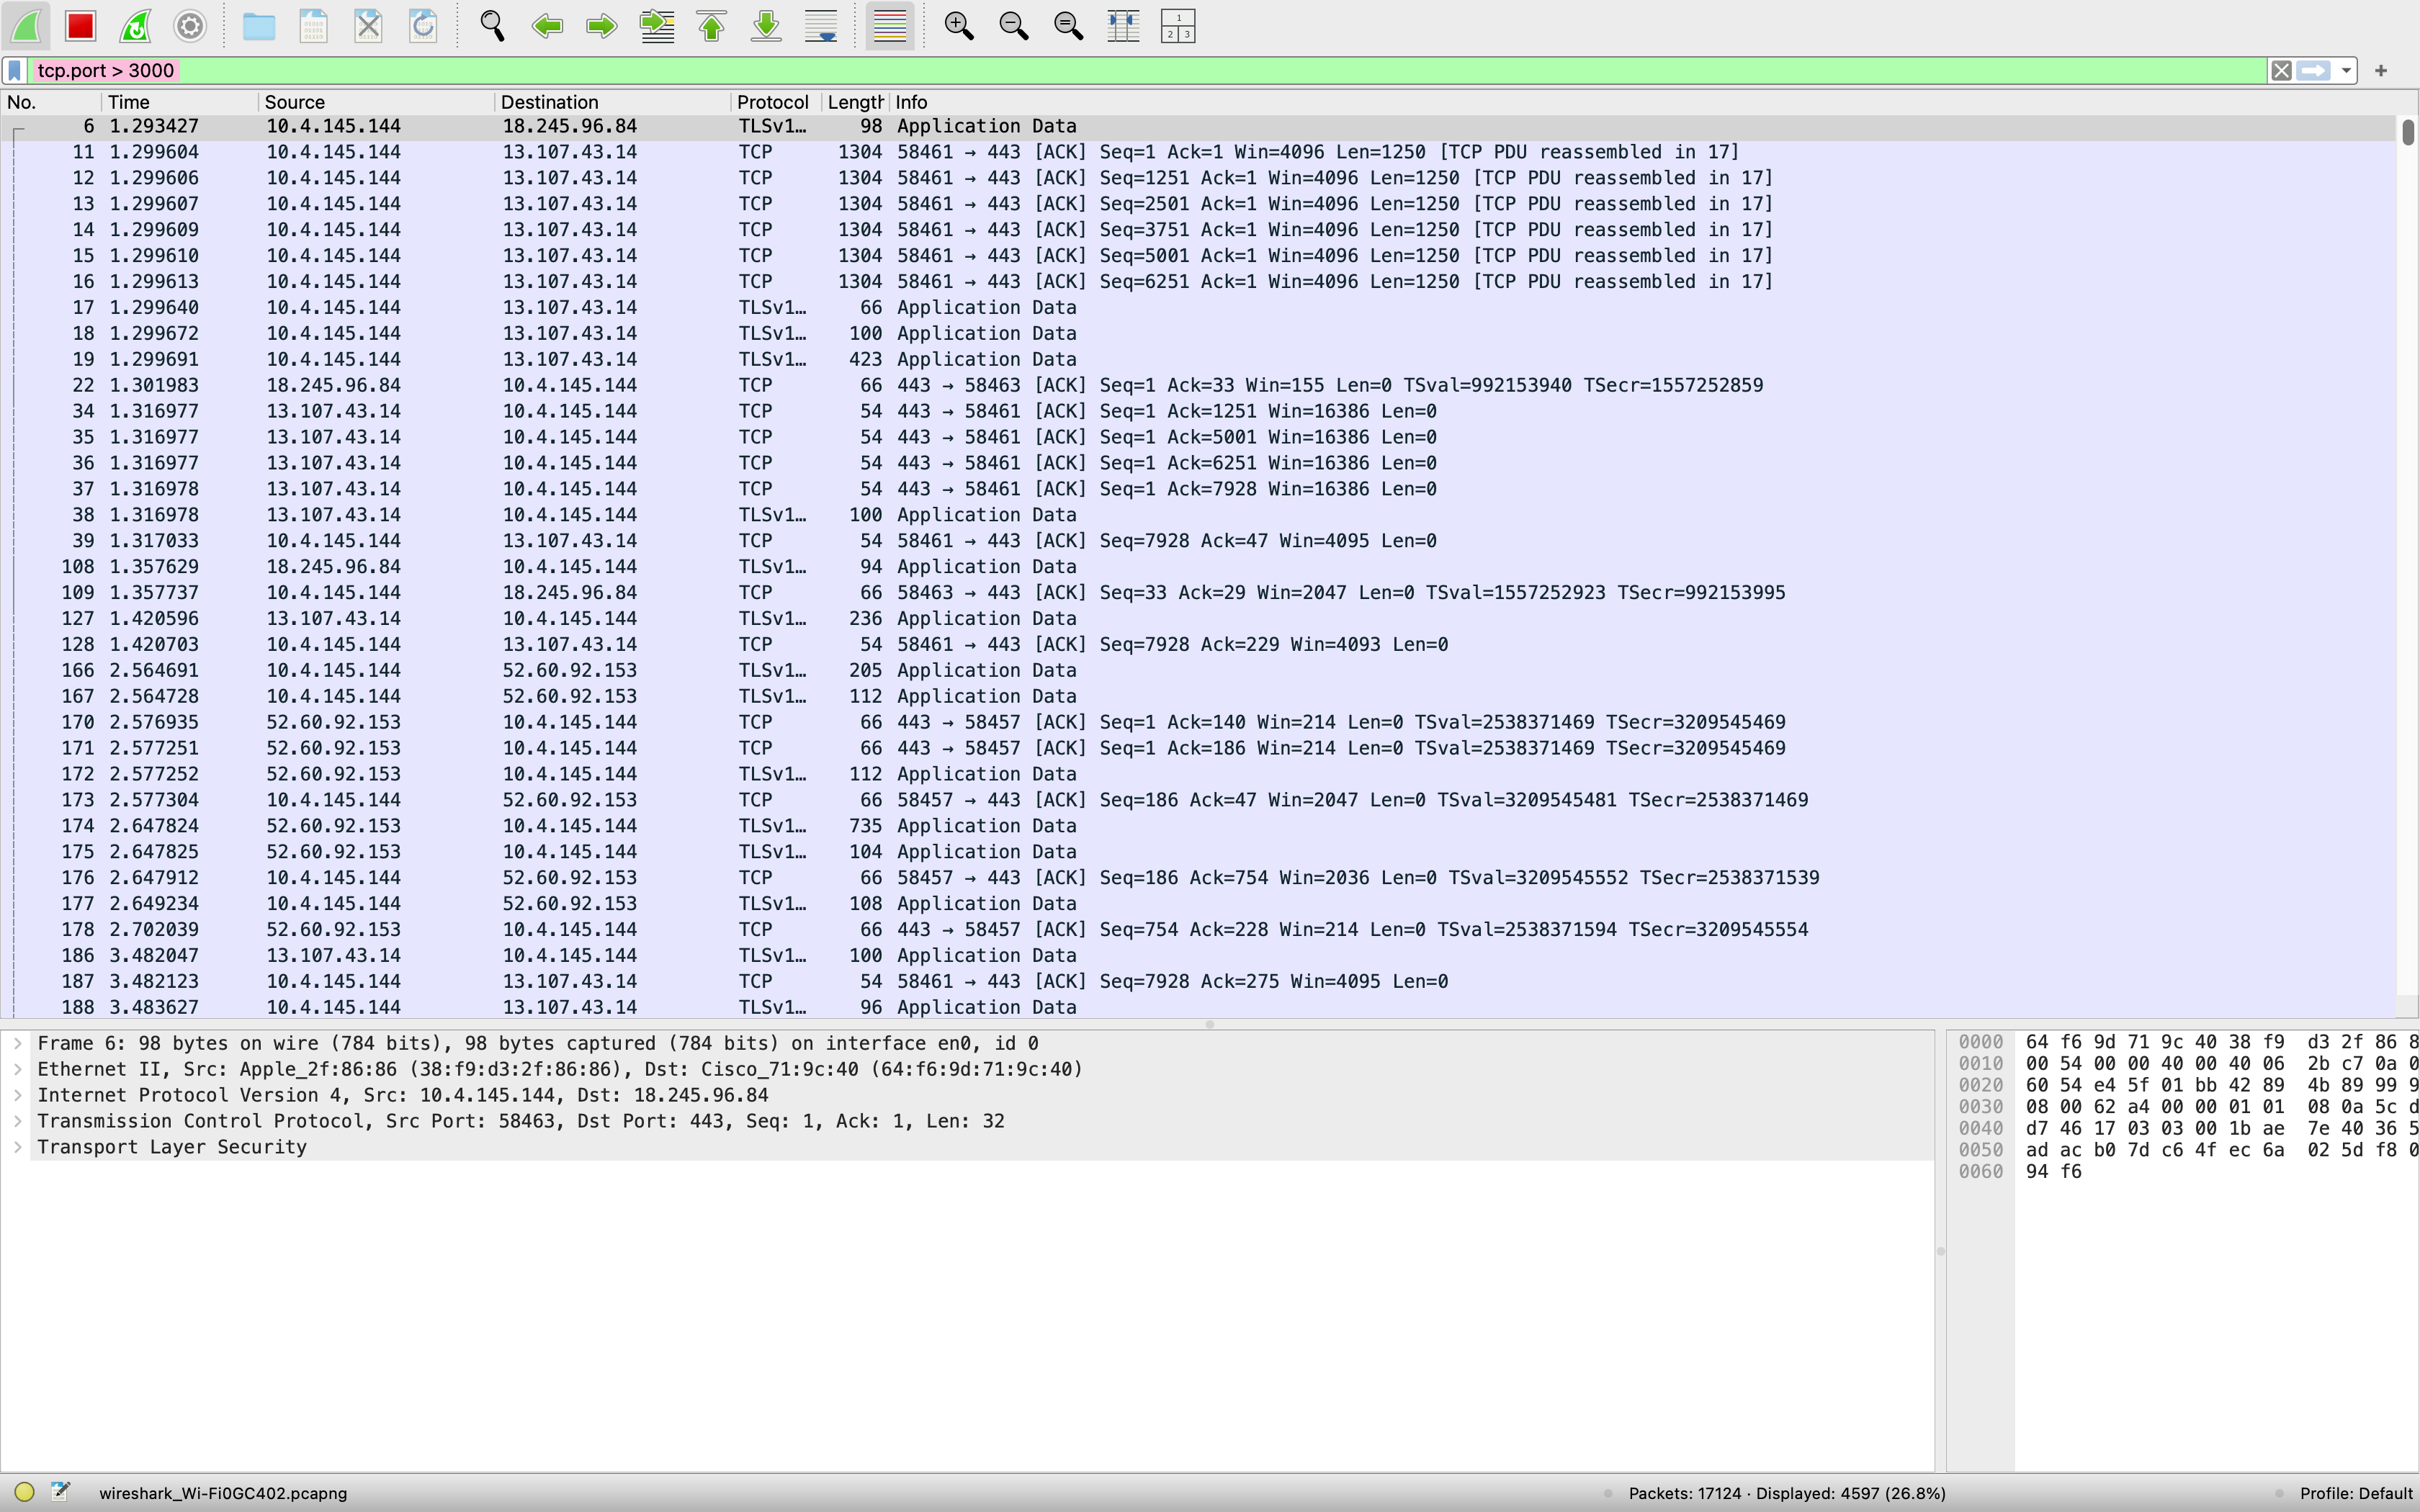 1
2 3
tcp.port > 3000
No. Time Source Destination Protocol Length Info
6 1.293427 10.4.145.144 18.245.96.84 TLSv1… 98 Application Data
11 1.299604 10.4.145.144 13.107.43.14 TCP 1304 58461 → 443 [ACK] Seq=1 Ack=1 Win=4096 Len=1250 [TCP PDU reassembled in 17]
12 1.299606 10.4.145.144 13.107.43.14 TCP 1304 58461 → 443 [ACK] Seq=1251 Ack=1 Win=4096 Len=1250 [TCP PDU reassembled in 17]
13 1.299607 10.4.145.144 13.107.43.14 TCP 1304 58461 → 443 [ACK] Seq=2501 Ack=1 Win=4096 Len=1250 [TCP PDU reassembled in 17]
14 1.299609 10.4.145.144 13.107.43.14 TCP 1304 58461 → 443 [ACK] Seq=3751 Ack=1 Win=4096 Len=1250 [TCP PDU reassembled in 17]
15 1.299610 10.4.145.144 13.107.43.14 TCP 1304 58461 → 443 [ACK] Seq=5001 Ack=1 Win=4096 Len=1250 [TCP PDU reassembled in 17]
16 1.299613 10.4.145.144 13.107.43.14 TCP 1304 58461 → 443 [ACK] Seq=6251 Ack=1 Win=4096 Len=1250 [TCP PDU reassembled in 17]
17 1.299640 10.4.145.144 13.107.43.14 TLSv1… 66 Application Data
18 1.299672 10.4.145.144 13.107.43.14 TLSv1… 100 Application Data
19 1.299691 10.4.145.144 13.107.43.14 TLSv1… 423 Application Data
22 1.301983 18.245.96.84 10.4.145.144 TCP 66 443 → 58463 [ACK] Seq=1 Ack=33 Win=155 Len=0 TSval=992153940 TSecr=1557252859
34 1.316977 13.107.43.14 10.4.145.144 TCP 54 443 → 58461 [ACK] Seq=1 Ack=1251 Win=16386 Len=0
35 1.316977 13.107.43.14 10.4.145.144 TCP 54 443 → 58461 [ACK] Seq=1 Ack=5001 Win=16386 Len=0
36 1.316977 13.107.43.14 10.4.145.144 TCP 54 443 → 58461 [ACK] Seq=1 Ack=6251 Win=16386 Len=0
37 1.316978 13.107.43.14 10.4.145.144 TCP 54 443 → 58461 [ACK] Seq=1 Ack=7928 Win=16386 Len=0
38 1.316978 13.107.43.14 10.4.145.144 TLSv1… 100 Application Data
39 1.317033 10.4.145.144 13.107.43.14 TCP 54 58461 → 443 [ACK] Seq=7928 Ack=47 Win=4095 Len=0
108 1.357629 18.245.96.84 10.4.145.144 TLSv1… 94 Application Data
109 1.357737 10.4.145.144 18.245.96.84 TCP 66 58463 → 443 [ACK] Seq=33 Ack=29 Win=2047 Len=0 TSval=1557252923 TSecr=992153995
127 1.420596 13.107.43.14 10.4.145.144 TLSv1… 236 Application Data
128 1.420703 10.4.145.144 13.107.43.14 TCP 54 58461 → 443 [ACK] Seq=7928 Ack=229 Win=4093 Len=0
166 2.564691 10.4.145.144 52.60.92.153 TLSv1… 205 Application Data
167 2.564728 10.4.145.144 52.60.92.153 TLSv1… 112 Application Data
170 2.576935 52.60.92.153 10.4.145.144 TCP 66 443 → 58457 [ACK] Seq=1 Ack=140 Win=214 Len=0 TSval=2538371469 TSecr=3209545469
171 2.577251 52.60.92.153 10.4.145.144 TCP 66 443 → 58457 [ACK] Seq=1 Ack=186 Win=214 Len=0 TSval=2538371469 TSecr=3209545469
172 2.577252 52.60.92.153 10.4.145.144 TLSv1… 112 Application Data
173 2.577304 10.4.145.144 52.60.92.153 TCP 66 58457 → 443 [ACK] Seq=186 Ack=47 Win=2047 Len=0 TSval=3209545481 TSecr=2538371469
174 2.647824 52.60.92.153 10.4.145.144 TLSv1… 735 Application Data
175 2.647825 52.60.92.153 10.4.145.144 TLSv1… 104 Application Data
176 2.647912 10.4.145.144 52.60.92.153 TCP 66 58457 → 443 [ACK] Seq=186 Ack=754 Win=2036 Len=0 TSval=3209545552 TSecr=2538371539
177 2.649234 10.4.145.144 52.60.92.153 TLSv1… 108 Application Data
178 2.702039 52.60.92.153 10.4.145.144 TCP 66 443 → 58457 [ACK] Seq=754 Ack=228 Win=214 Len=0 TSval=2538371594 TSecr=3209545554
186 3.482047 13.107.43.14 10.4.145.144 TLSv1… 100 Application Data
187 3.482123 10.4.145.144 13.107.43.14 TCP 54 58461 → 443 [ACK] Seq=7928 Ack=275 Win=4095 Len=0
188 3.483627 10.4.145.144 13.107.43.14 TLSv1… 96 Application Data
Frame 6: 98 bytes on wire (784 bits), 98 bytes captured (784 bits) on interface en0, id 0
Ethernet II, Src: Apple_2f:86:86 (38:f9:d3:2f:86:86), Dst: Cisco_71:9c:40 (64:f6:9d:71:9c:40)
Internet Protocol Version 4, Src: 10.4.145.144, Dst: 18.245.96.84
Transmission Control Protocol, Src Port: 58463, Dst Port: 443, Seq: 1, Ack: 1, Len: 32
Transport Layer Security
0000 64 f6 9d 71 9c 40 38 f9 d3 2f 86 8
0010 00 54 00 00 40 00 40 06 2b c7 0a 0
0020 60 54 e4 5f 01 bb 42 89 4b 89 99 9
0030 08 00 62 a4 00 00 01 01 08 0a 5c d
0040 d7 46 17 03 03 00 1b ae 7e 40 36 5
0050 ad ac b0 7d c6 4f ec 6a 02 5d f8 0
0060 94 f6
wireshark_Wi-Fi0GC402.pcapng
Packets: 17124 · Displayed: 4597 (26.8%)
Profile: Default